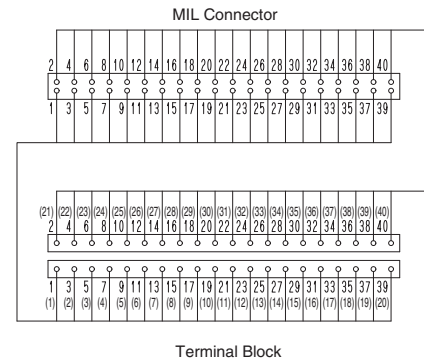 MIL Connector
2 4 6 8 10 12 14 16 18 20 22 24 26 28 30 32 34 36 38 40
1 3 5 7 9 11 13 15 17 19 21 23 25 27 29 31 33 35 37 39
(21) (22) (23) (24) (25) (26) (27) (28) (29) (30) (31) (32) (33) (34) (35) (36) (37) (38) (39) (40)
2 4 6 8 10 12 14 16 18 20 22 24 26 28 30 32 34 36 38 40
1 3 5 7 9 11 13 15 17 19 21 23 25 27 29 31 33 35 37 39
(1) (2) (3) (4) (5) (6) (7) (8) (9) (10) (11) (12) (13) (14) (15) (16) (17) (18) (19) (20)
Terminal Block